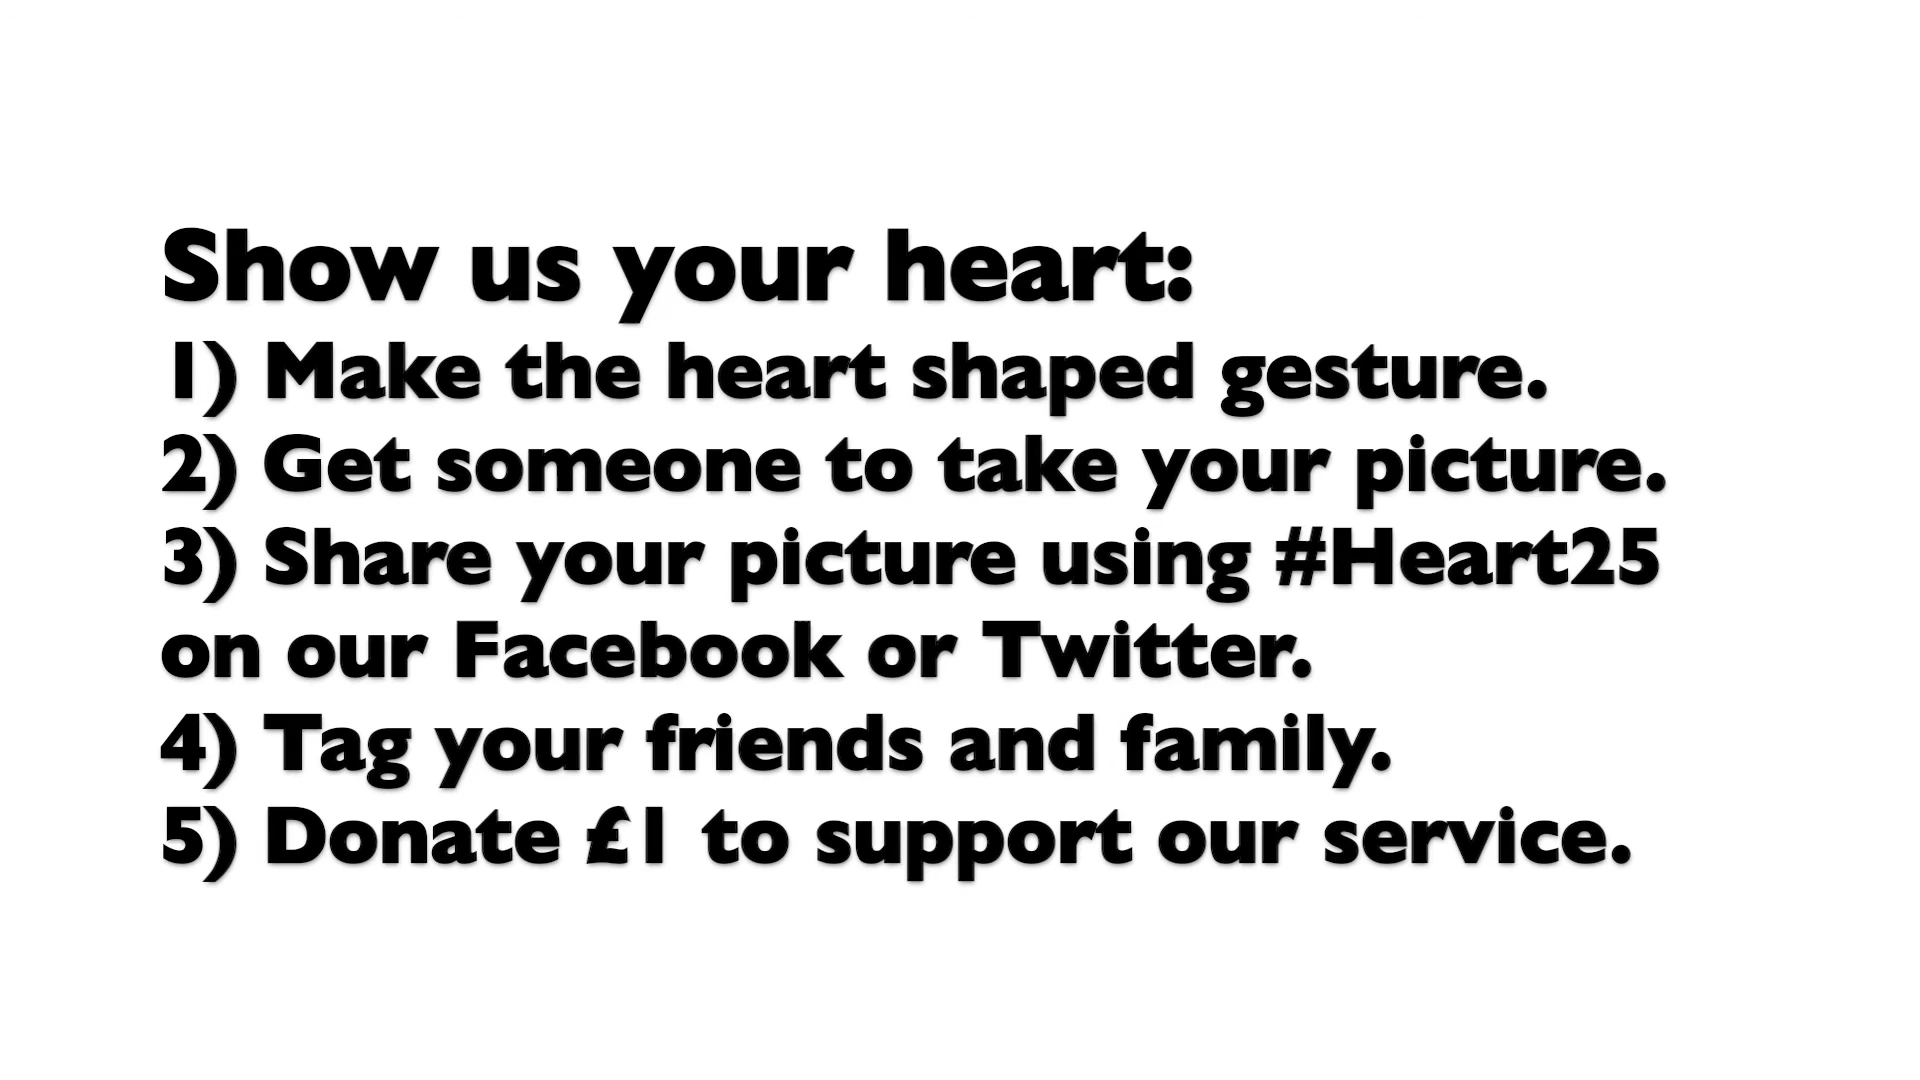 Show us your heart:
1) Make the heart shaped gesture.
2) Get someone to take your picture.
3) Share your picture using #Heart25
on our Facebook or Twitter.
4) Tag your friends and family.
5) Donate £1 to support our service.